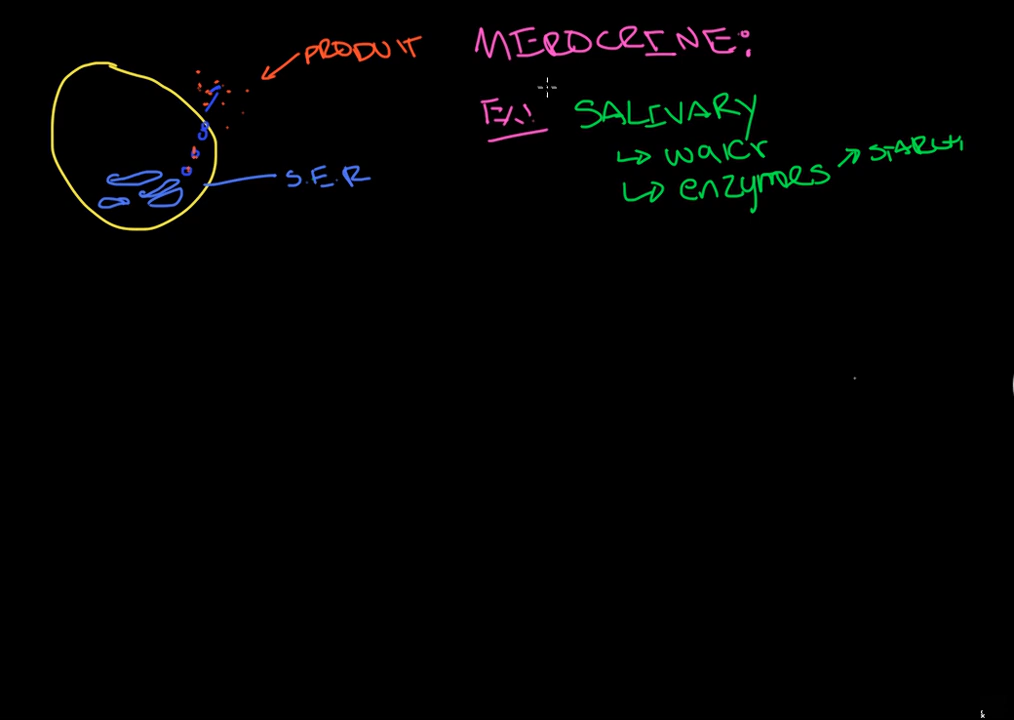 PRODUIT
MEROCRINE:
Ex:
SALIVARY
↳ water
↳ enzymes ↗ STARCH
S.E.R